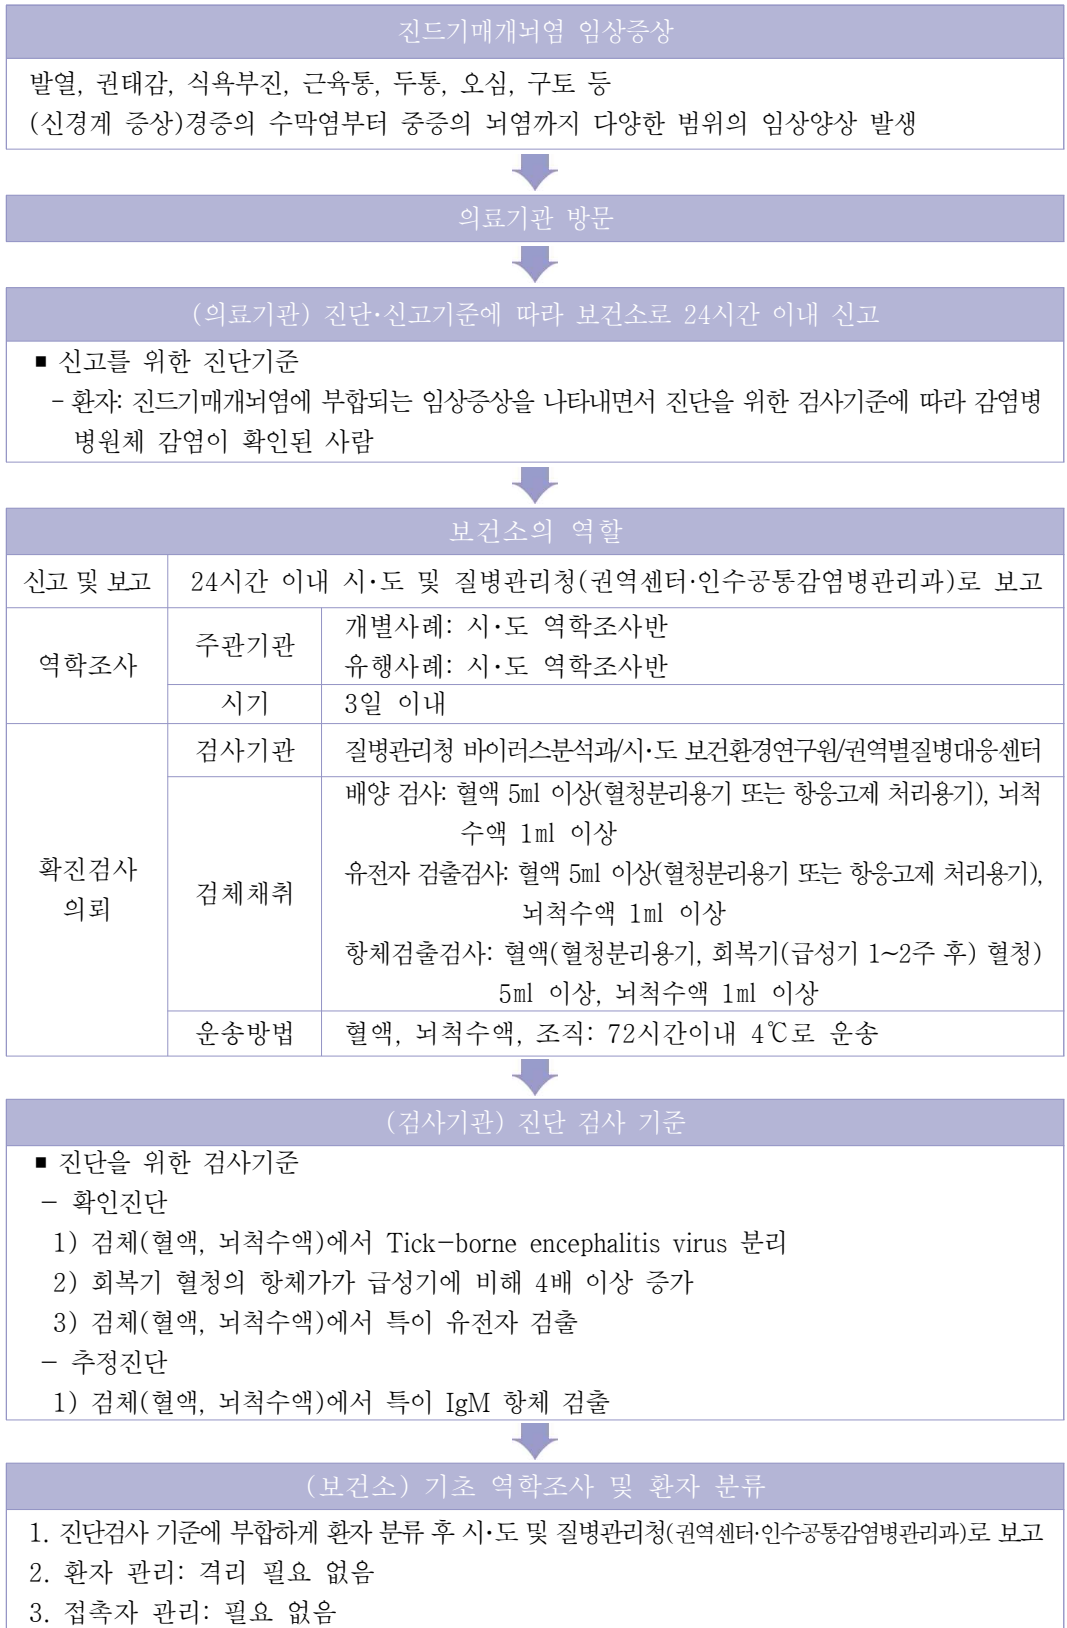 진드기매개뇌염 임상증상
발열, 권태감, 식욕부진, 근육통, 두통, 오심, 구토 등
(신경계 증상)경증의 수막염부터 중증의 뇌염까지 다양한 범위의 임상양상 발생
의료기관 방문
(의료기관) 진단·신고기준에 따라 보건소로 24시간 이내 신고
▪ 신고를 위한 진단기준
- 환자: 진드기매개뇌염에 부합되는 임상증상을 나타내면서 진단을 위한 검사기준에 따라 감염병
병원체 감염이 확인된 사람
보건소의 역할
신고 및 보고
24시간 이내 시·도 및 질병관리청(권역센터·인수공통감염병관리과)로 보고
역학조사
주관기관
개별사례: 시·도 역학조사반
유행사례: 시·도 역학조사반
시기
3일 이내
확진검사
의뢰
검사기관
질병관리청 바이러스분석과/시·도 보건환경연구원/권역별질병대응센터
검체채취
배양 검사: 혈액 5㎖ 이상(혈청분리용기 또는 항응고제 처리용기), 뇌척
수액 1㎖ 이상
유전자 검출검사: 혈액 5㎖ 이상(혈청분리용기 또는 항응고제 처리용기),
뇌척수액 1㎖ 이상
항체검출검사: 혈액(혈청분리용기, 회복기(급성기 1~2주 후) 혈청)
5㎖ 이상, 뇌척수액 1㎖ 이상
운송방법
혈액, 뇌척수액, 조직: 72시간이내 4℃로 운송
(검사기관) 진단 검사 기준
▪ 진단을 위한 검사기준
- 확인진단
1) 검체(혈액, 뇌척수액)에서 Tick-borne encephalitis virus 분리
2) 회복기 혈청의 항체가가 급성기에 비해 4배 이상 증가
3) 검체(혈액, 뇌척수액)에서 특이 유전자 검출
- 추정진단
1) 검체(혈액, 뇌척수액)에서 특이 IgM 항체 검출
(보건소) 기초 역학조사 및 환자 분류
1. 진단검사 기준에 부합하게 환자 분류 후 시·도 및 질병관리청(권역센터·인수공통감염병관리과)로 보고
2. 환자 관리: 격리 필요 없음
3. 접촉자 관리: 필요 없음